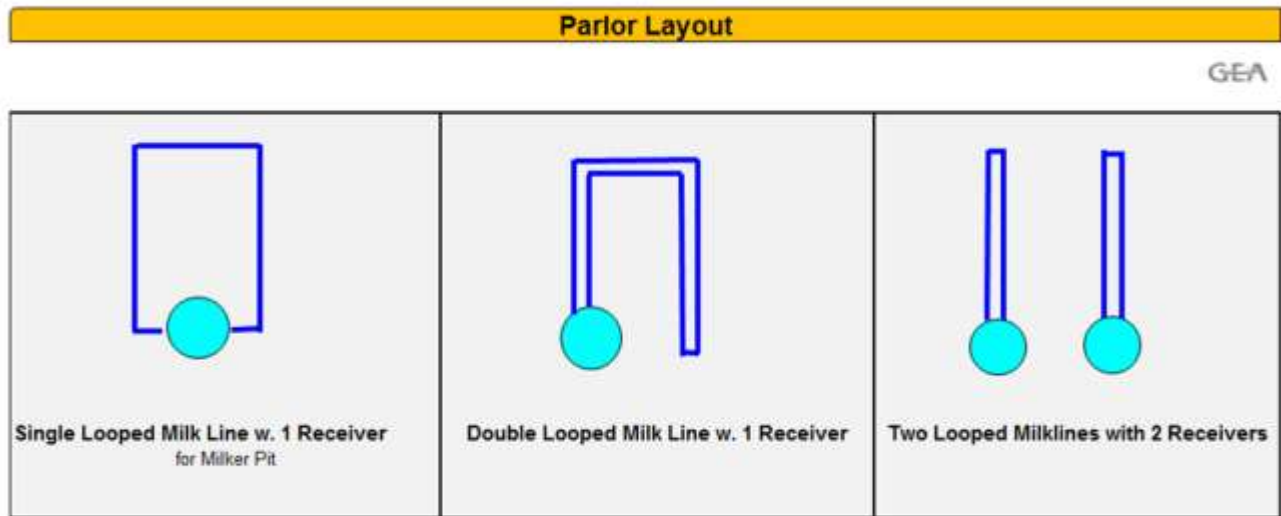 Parlor Layout
GEA
Single Looped Milk Line w. 1 Receiver
for Milker Pit
Double Looped Milk Line w. 1 Receiver
Two Looped Milklines with 2 Receivers